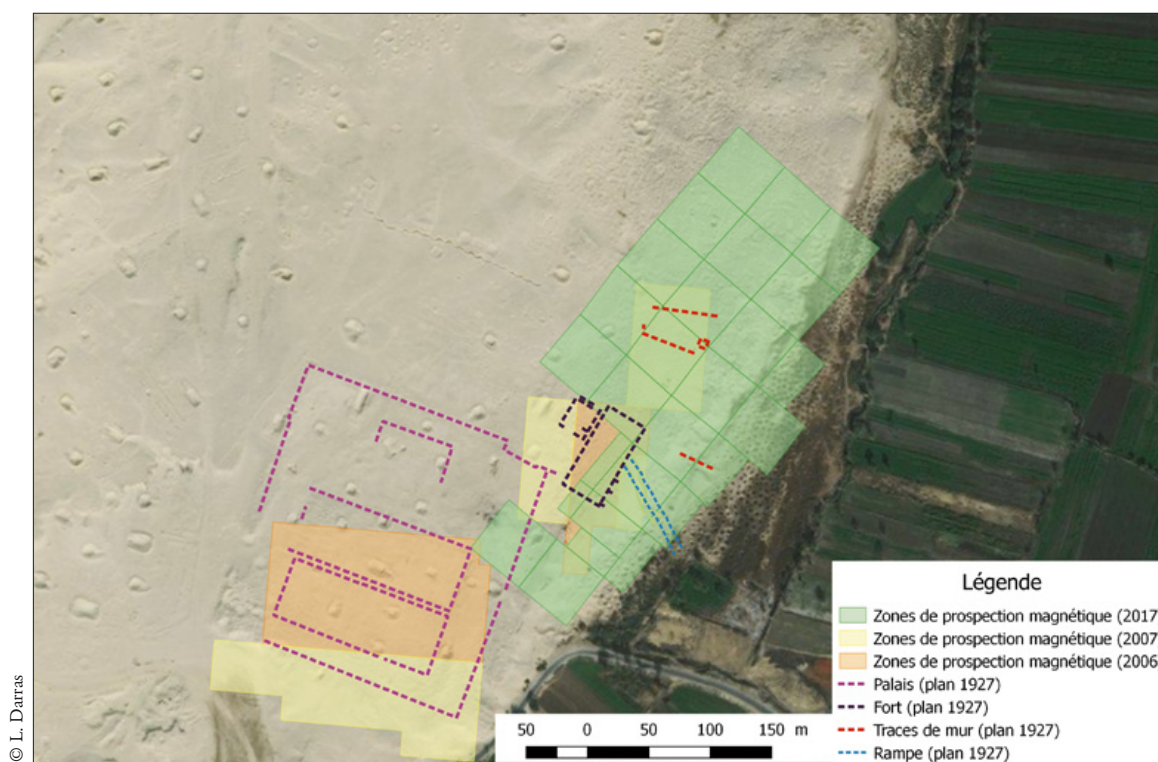 © L. Darras
Légende
Zones de prospection magnétique (2017
Zones de prospection magnétique (2007
Zones de prospection magnétique (2006
Palais (plan 1927)
Fort (plan 1927)
Traces de mur (plan 1927)
Rampe (plan 1927)
50 0 50 100 150 m